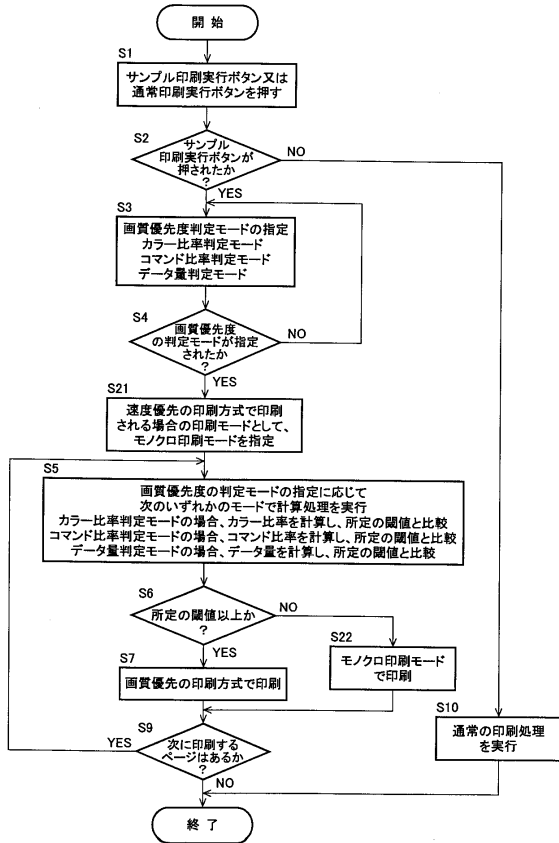 開 始
S1
サンプル印刷実行ボタン又は
通常印刷実行ボタンを押す
S2
サンプル
印刷実行ボタンが
押されたか
?
NO
YES
S3
画質優先度判定モードの指定
カラー比率判定モード
コマンド比率判定モード
データ量判定モード
S4
画質優先度
の判定モードが指定
されたか
?
NO
YES
S21
速度優先の印刷方式で印刷
される場合の印刷モードとして、
モノクロ印刷モードを指定
S5
画質優先度の判定モードの指定に応じて
次のいずれかのモードで計算処理を実行
カラー比率判定モードの場合、カラー比率を計算し、所定の閾値と比較
コマンド比率判定モードの場合、コマンド比率を計算し、所定の閾値と比較
データ量判定モードの場合、データ量を計算し、所定の閾値と比較
S6
所定の閾値以上か
?
NO
YES
S22
モノクロ印刷モード
で印刷
S7
画質優先の印刷方式で印刷
S10
通常の印刷処理
を実行
S9
次に印刷する
ページはあるか
?
YES
NO
終 了